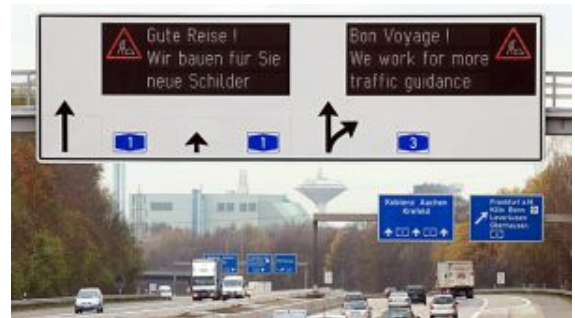 Gute Reise !
Wir bauen für Sie
neue Schilder
Bon Voyage !
We work for more
traffic guidance
1
1
3
Koblenz Aachen
Krefeld
Frankfurt a.M.
Köln Bonn
Leverkusen
Oberhausen